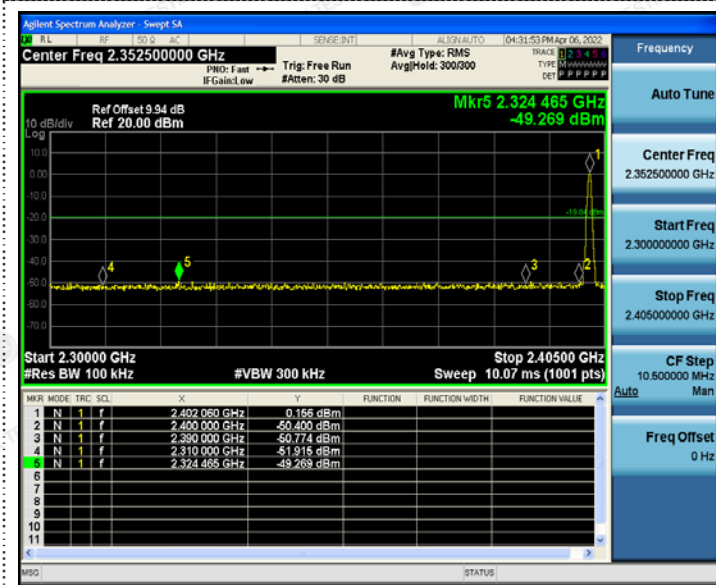 Agilent Spectrum Analyzer - Swept SA
RL RF 50 Ω AC SENSE:INT ALIGN AUTO 04:31:53 PM Apr 06, 2022
Center Freq 2.352500000 GHz
PNO: Fast
IFGain:Low
Trig: Free Run
#Atten: 30 dB
#Avg Type: RMS
Avg|Hold: 300/300
TRACE 1 2 3 4 5 6
TYPE M
DET P P P P P P
Frequency
Auto Tune
Center Freq
2.352500000 GHz
Start Freq
2.300000000 GHz
Stop Freq
2.405000000 GHz
CF Step
10.500000 MHz
Auto Man
Freq Offset
0 Hz
Mkr5 2.324 465 GHz
-49.269 dBm
Ref Offset 9.94 dB
10 dB/div Ref 20.00 dBm
Log
10.0
0.00
-10.0
-20.0
-30.0
-40.0
-50.0
-60.0
-70.0
1
-19.84 dBm
4
5
3
2
Start 2.30000 GHz Stop 2.40500 GHz
#Res BW 100 kHz #VBW 300 kHz Sweep 10.07 ms (1001 pts)
MKR MODE TRC SCL X Y FUNCTION FUNCTION WIDTH FUNCTION VALUE
1 N 1 f 2.402 060 GHz 0.156 dBm
2 N 1 f 2.400 000 GHz -50.400 dBm
3 N 1 f 2.390 000 GHz -50.774 dBm
4 N 1 f 2.310 000 GHz -51.915 dBm
5 N 1 f 2.324 465 GHz -49.269 dBm
6
7
8
9
10
11
MSG STATUS